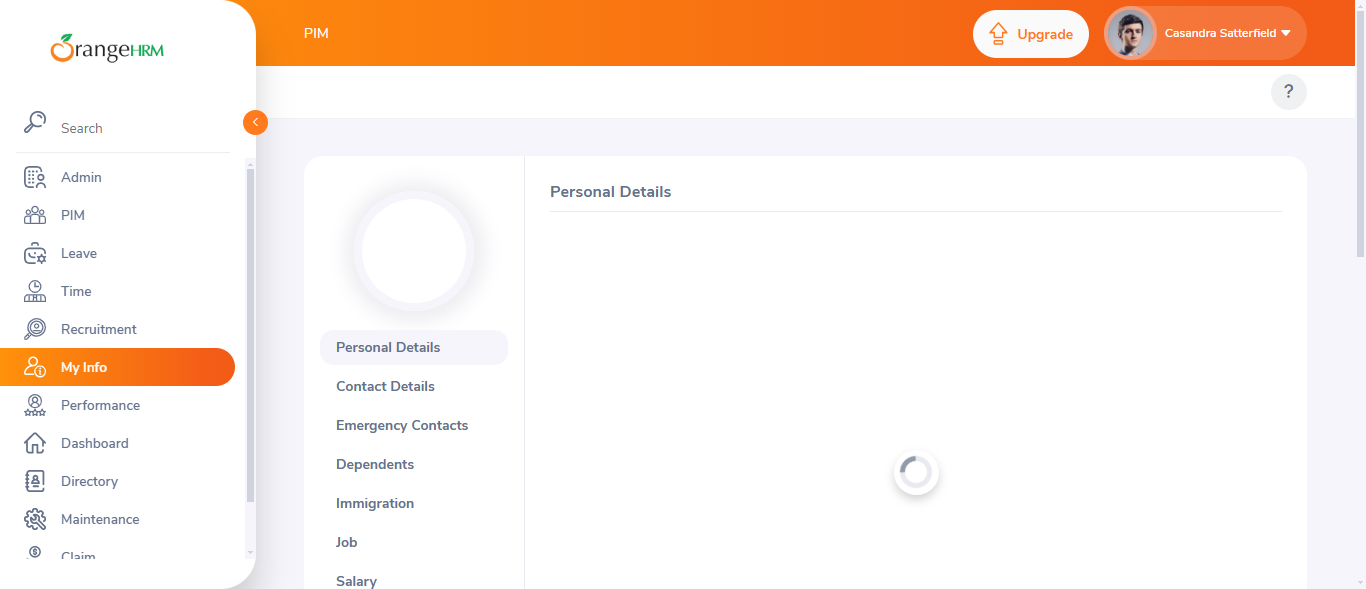 OrangeHRM
PIM
Upgrade
Casandra Satterfield
?
Search
Admin
PIM
Leave
Time
Recruitment
My Info
Performance
Dashboard
Directory
Maintenance
Claim
Personal Details
Contact Details
Emergency Contacts
Dependents
Immigration
Job
Salary
Personal Details